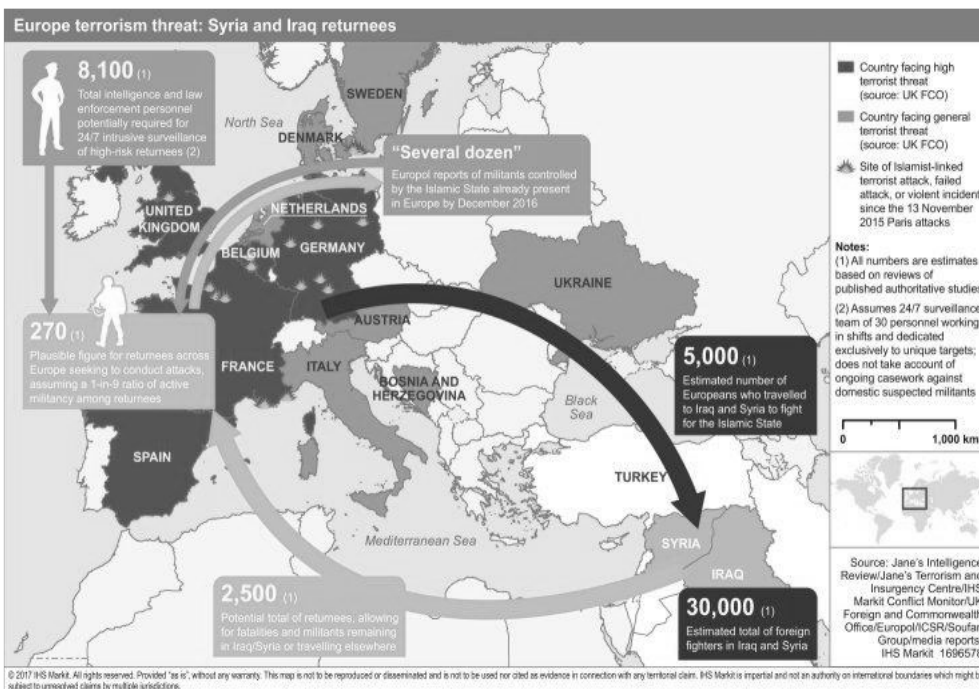 Europe terrorism threat: Syria and Iraq returnees
8,100 (1)
Total intelligence and law
enforcement personnel
potentially required for
24/7 intrusive surveillance
of high-risk returnees (2)
North Sea
SWEDEN
DENMARK
"Several dozen"
Europol reports of militants controlled
by the Islamic State already present
in Europe by December 2016
UNITED
KINGDOM
NETHERLANDS
BELGIUM
GERMANY
UKRAINE
270 (1)
Plausible figure for returnees across
Europe seeking to conduct attacks,
assuming a 1-in-9 ratio of active
militancy among returnees
AUSTRIA
FRANCE
ITALY
BOSNIA AND
HERZEGOVINA
Black
Sea
5,000 (1)
Estimated number of
Europeans who travelled
to Iraq and Syria to fight
for the Islamic State
SPAIN
TURKEY
Mediterranean Sea
SYRIA
IRAQ
2,500 (1)
Potential total of returnees, allowing
for fatalities and militants remaining
in Iraq/Syria or travelling elsewhere
30,000 (1)
Estimated total of foreign
fighters in Iraq and Syria
Country facing high
terrorist threat
(source: UK FCO)
Country facing general
terrorist threat
(source: UK FCO)
Site of Islamist-linked
terrorist attack, failed
attack, or violent incident
since the 13 November
2015 Paris attacks
Notes:
(1) All numbers are estimates
based on reviews of
published authoritative studies
(2) Assumes 24/7 surveillance
team of 30 personnel working
in shifts and dedicated
exclusively to unique targets;
does not take account of
ongoing casework against
domestic suspected militants
0 1,000 km
Source: Jane's Intelligence
Review/Jane's Terrorism and
Insurgency Centre/IHS
Markit Conflict Monitor/UK
Foreign and Commonwealth
Office/Europol/ICSR/Soufan
Group/media reports
IHS Markit 1696578
© 2017 IHS Markit. All rights reserved. Provided "as is", without any warranty. This map is not to be reproduced or disseminated and is not to be used nor cited as evidence in connection with any territorial claim. IHS Markit is impartial and not an authority on international boundaries which might
subject to unresolved claims by multiple jurisdictions.